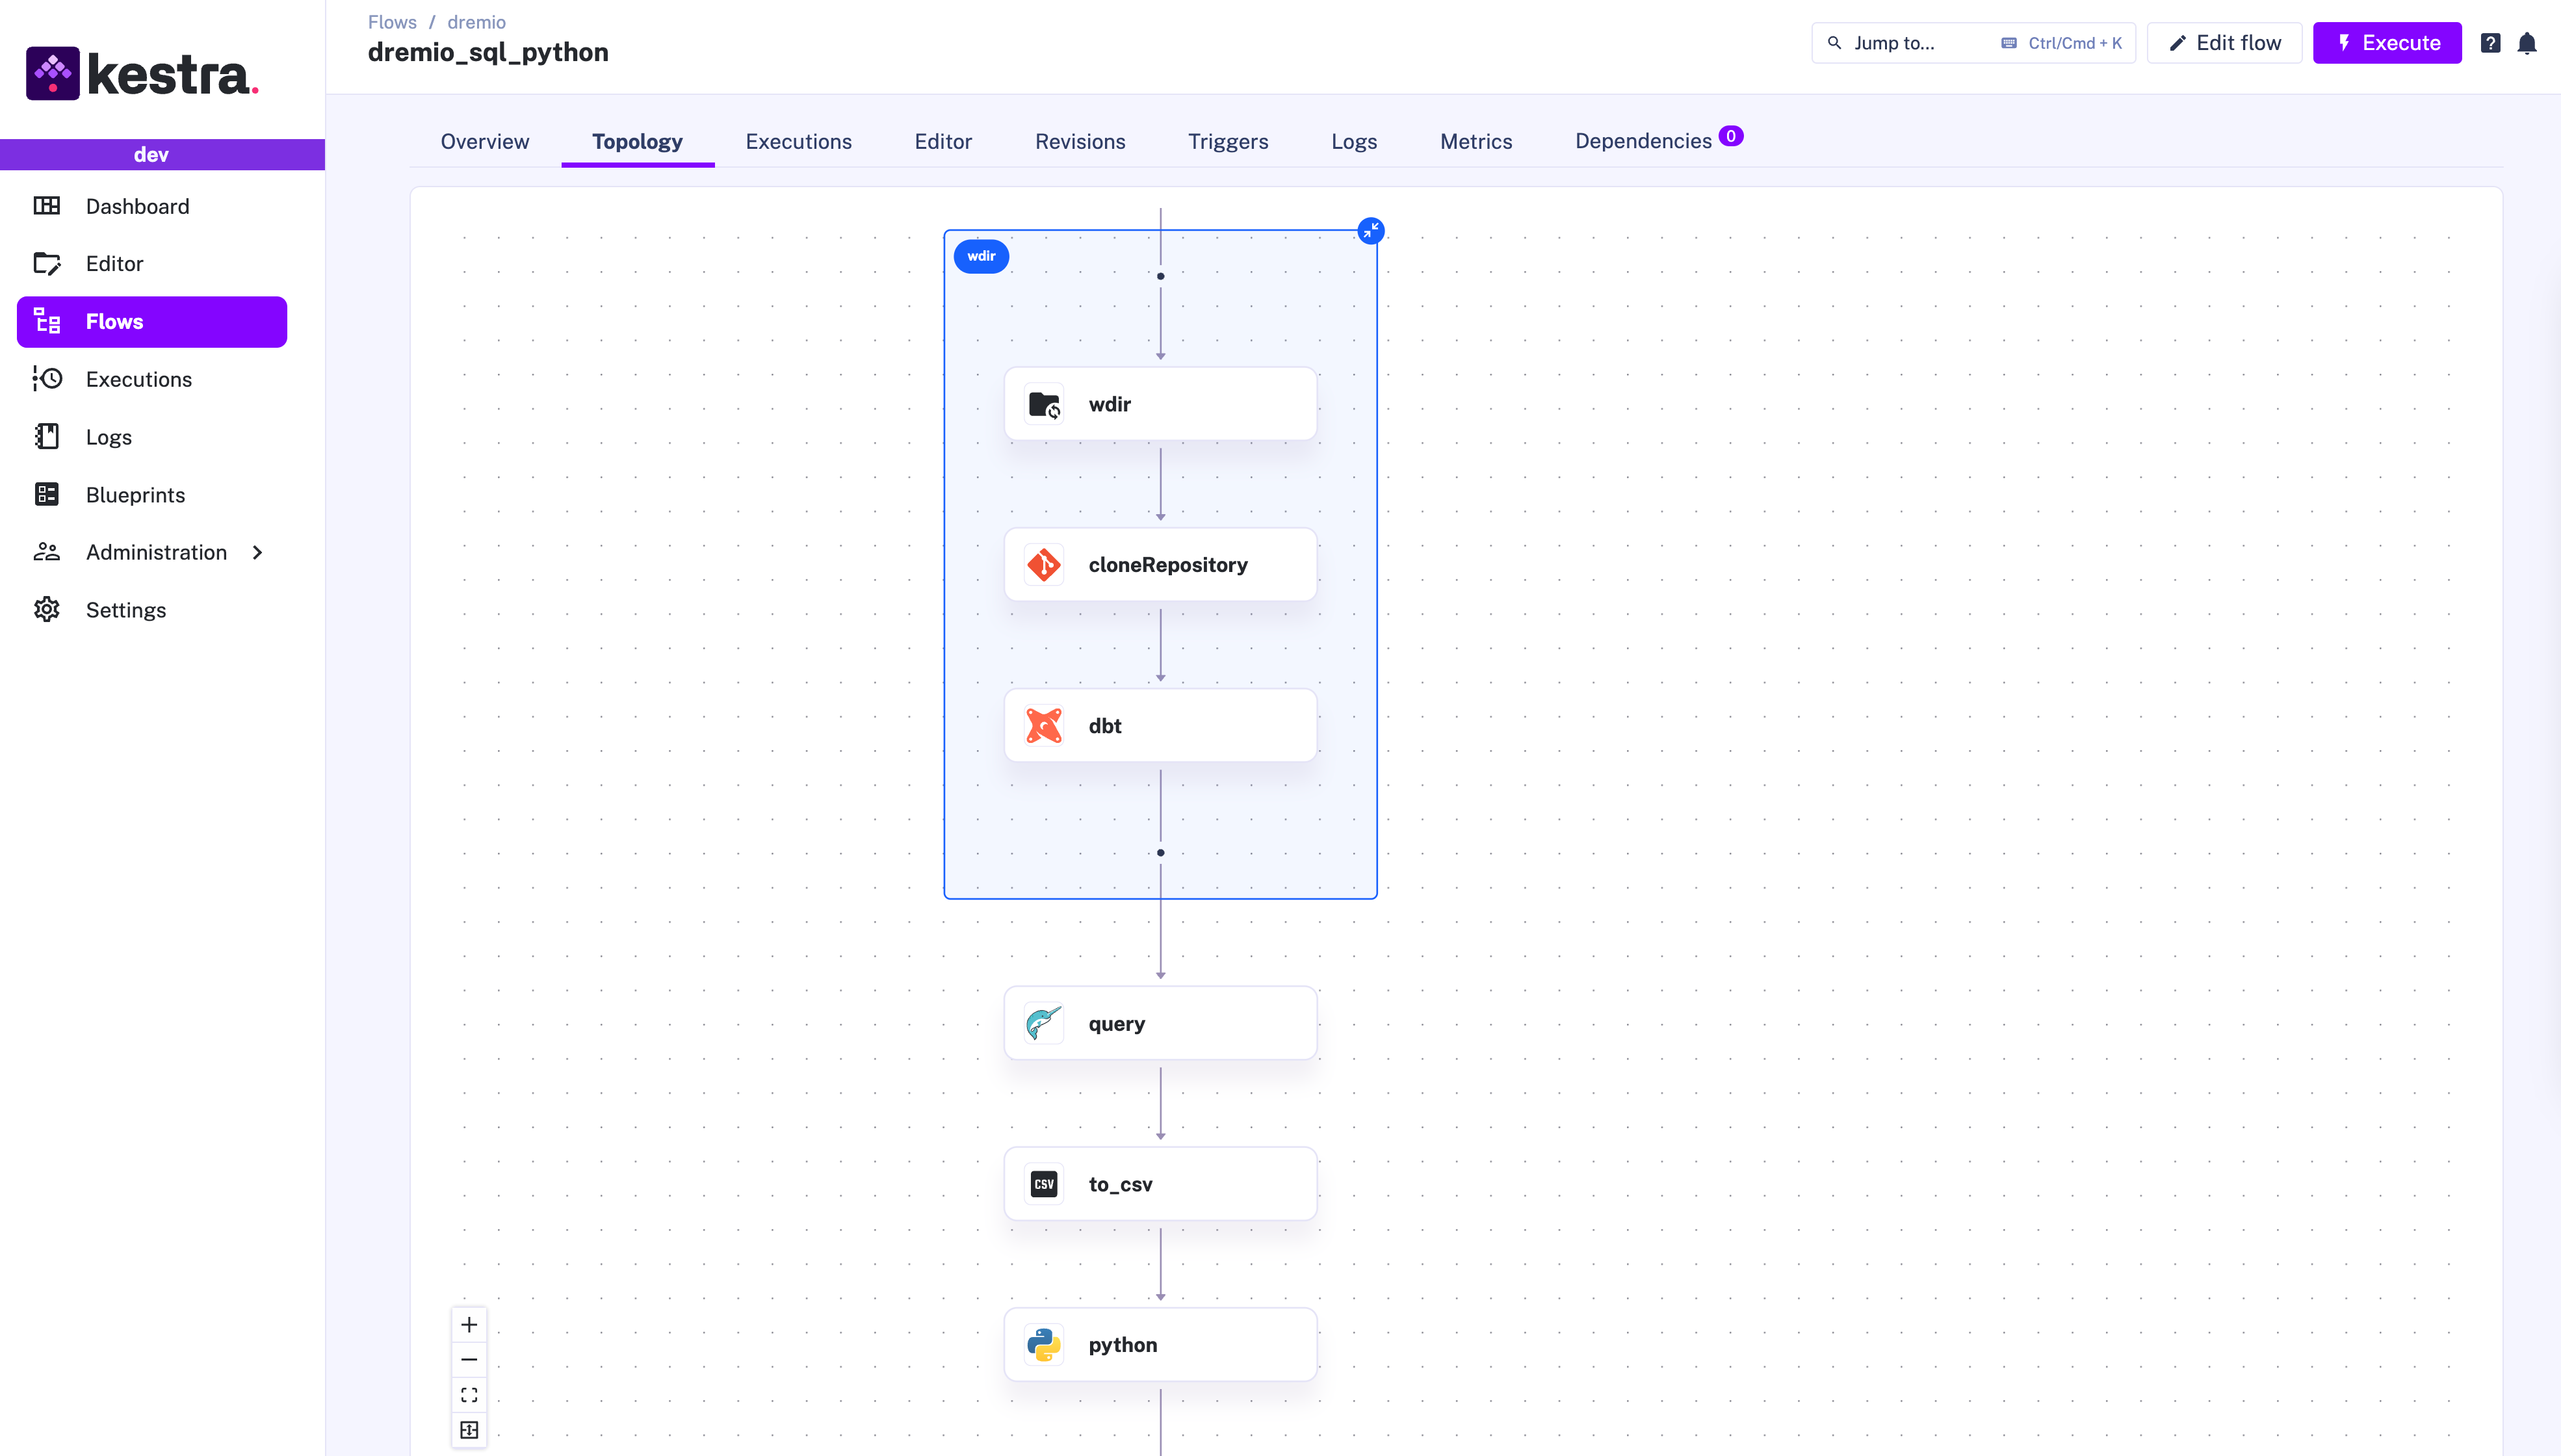 kestra.
dev
Dashboard
Editor
Flows
Executions
Logs
Blueprints
Administration
Settings
Flows / dremio
dremio_sql_python
Jump to... Ctrl/Cmd + K
Edit flow
Execute
?
Overview
Topology
Executions
Editor
Revisions
Triggers
Logs
Metrics
Dependencies 0
wdir
wdir
cloneRepository
dbt
query
CSV to_csv
python